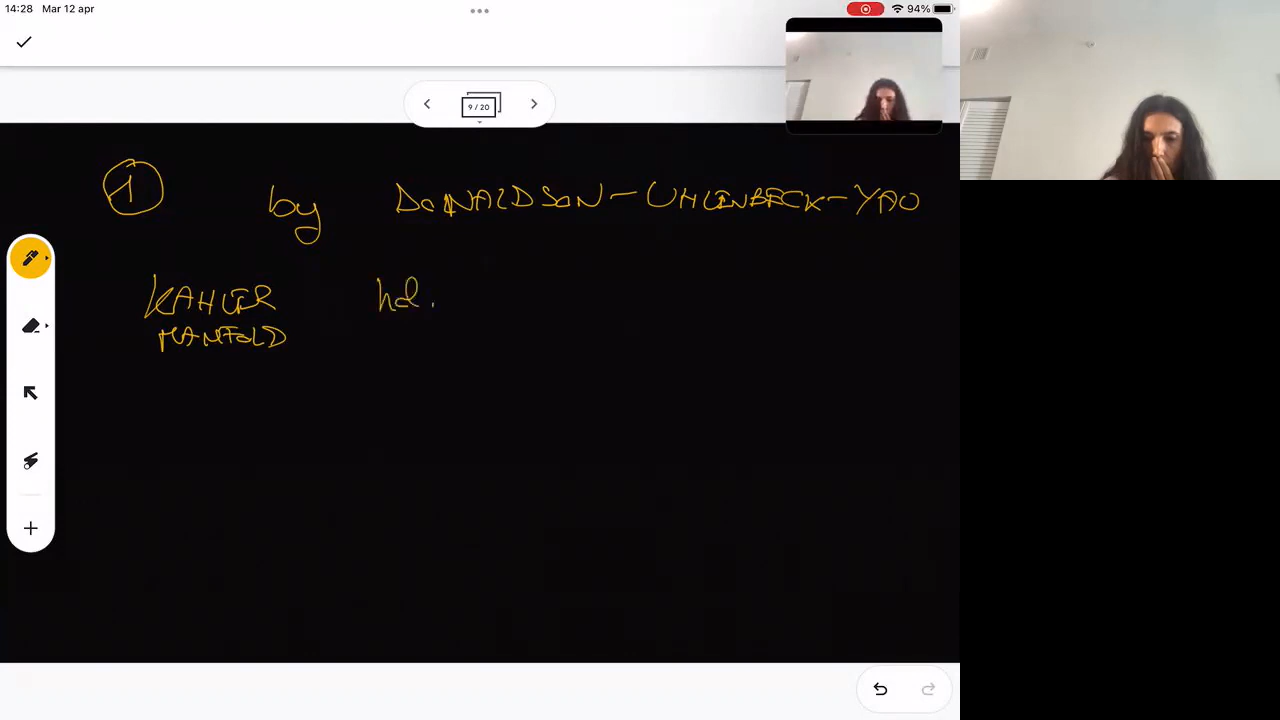 14:28 Mar 12 apr 94%
9 / 20
1 by DONALDSON-UHLENBECK-YAU
KAHLER hol.
MANIFOLD